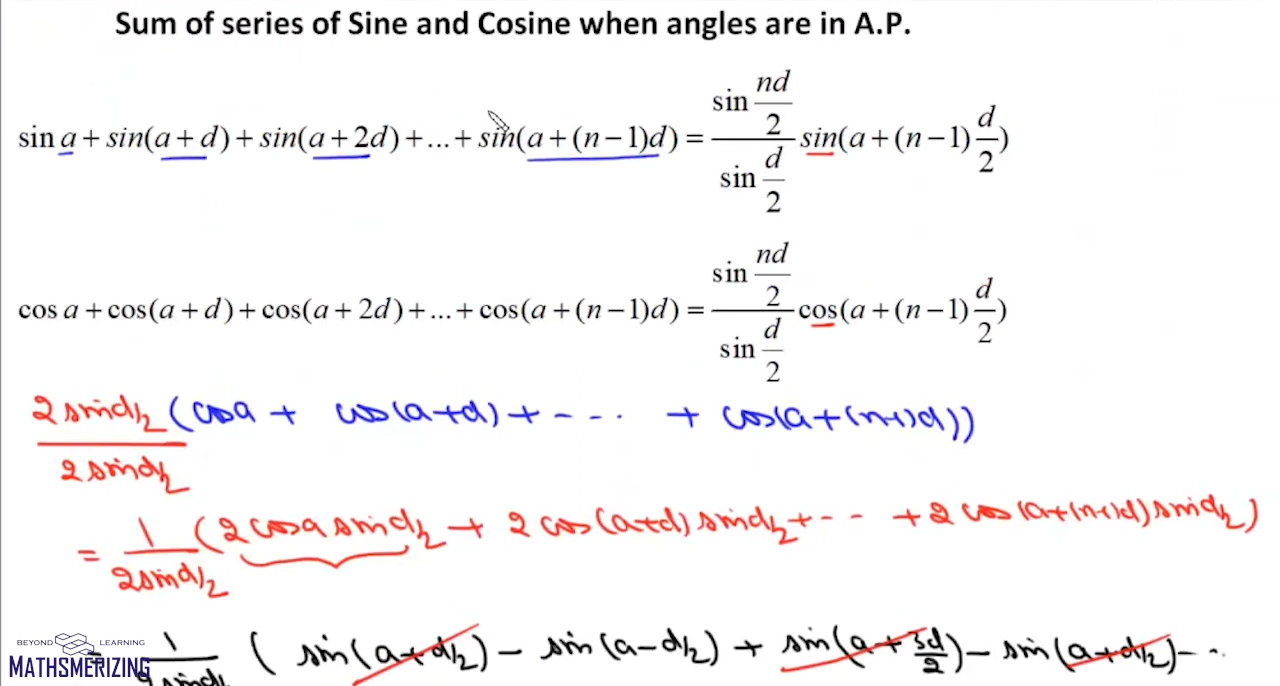 Sum of series of Sine and Cosine when angles are in A.P.
sin a + sin(a + d) + sin(a + 2d) + ... + sin(a + (n − 1)d) = (sin nd/2)/(sin d/2) sin(a + (n − 1) d/2)
cos a + cos(a + d) + cos(a + 2d) + ... + cos(a + (n − 1)d) = (sin nd/2)/(sin d/2) cos(a + (n − 1) d/2)
2 sin d/2 / 2 sin d/2 (cos a + cos(a+d) + - - ... + cos(a+(n-1)d))
= 1 / 2 sin d/2 (2 cos a sin d/2 + 2 cos(a+d) sin d/2 + - - + 2 cos(a+(n-1)d) sin d/2)
= 1 / 2 sin d/2 ( sin(a+d/2) − sin(a−d/2) + sin(a+3d/2) − sin(a+d/2) − ..
BEYOND LEARNING
MATHSMERIZING